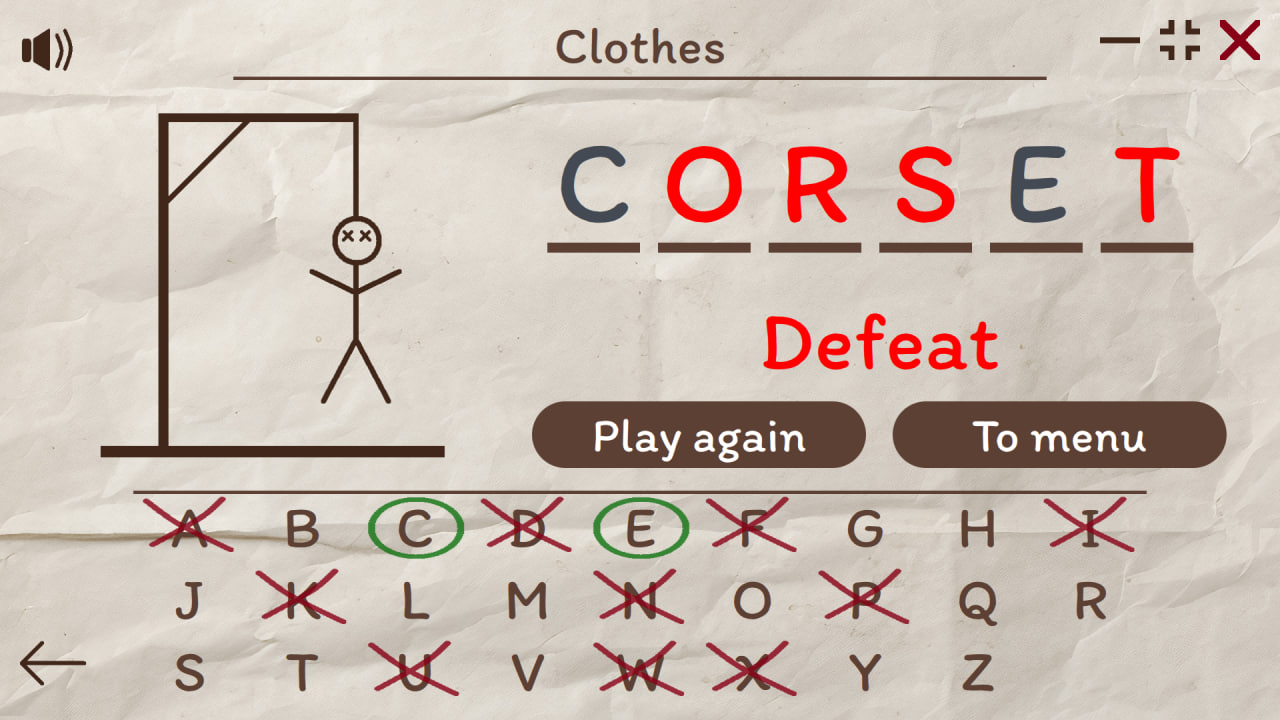 Clothes
CORSET
Defeat
Play again To menu
A B C D E F G H I
J K L M N O P Q R
S T U V W X Y Z